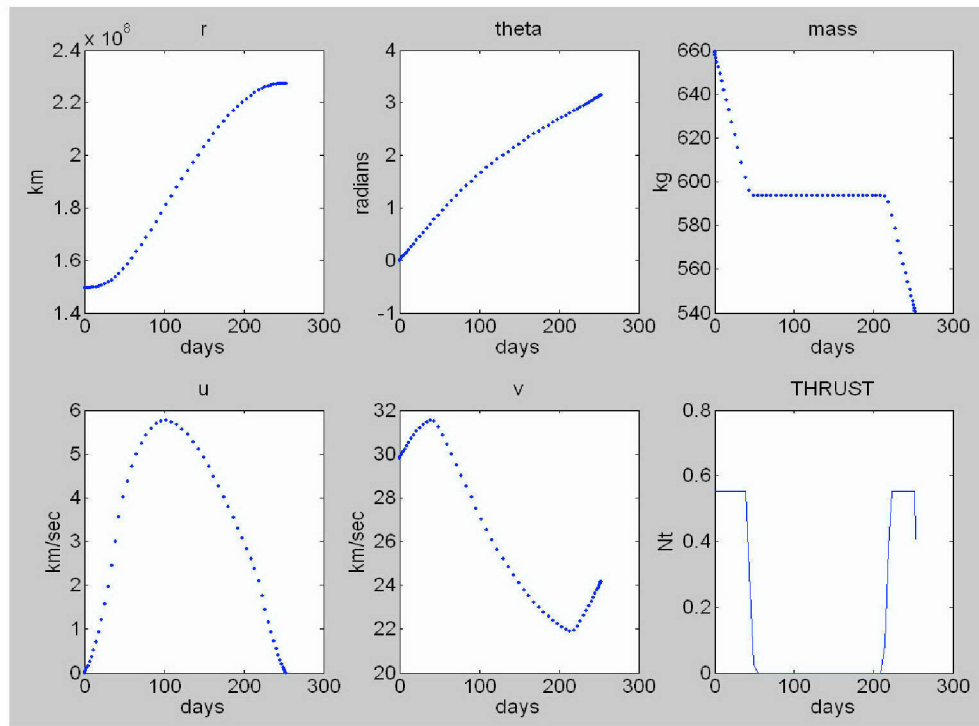 r
× 10⁸
2.4
2.2
2
1.8
1.6
1.4
km
0 100 200 300
days
theta
4
3
2
1
0
-1
radians
0 100 200 300
days
mass
660
640
620
600
580
560
540
kg
0 100 200 300
days
u
6
5
4
3
2
1
0
km/sec
0 100 200 300
days
v
32
30
28
26
24
22
20
km/sec
0 100 200 300
days
THRUST
0.8
0.6
0.4
0.2
0
Nt
0 100 200 300
days